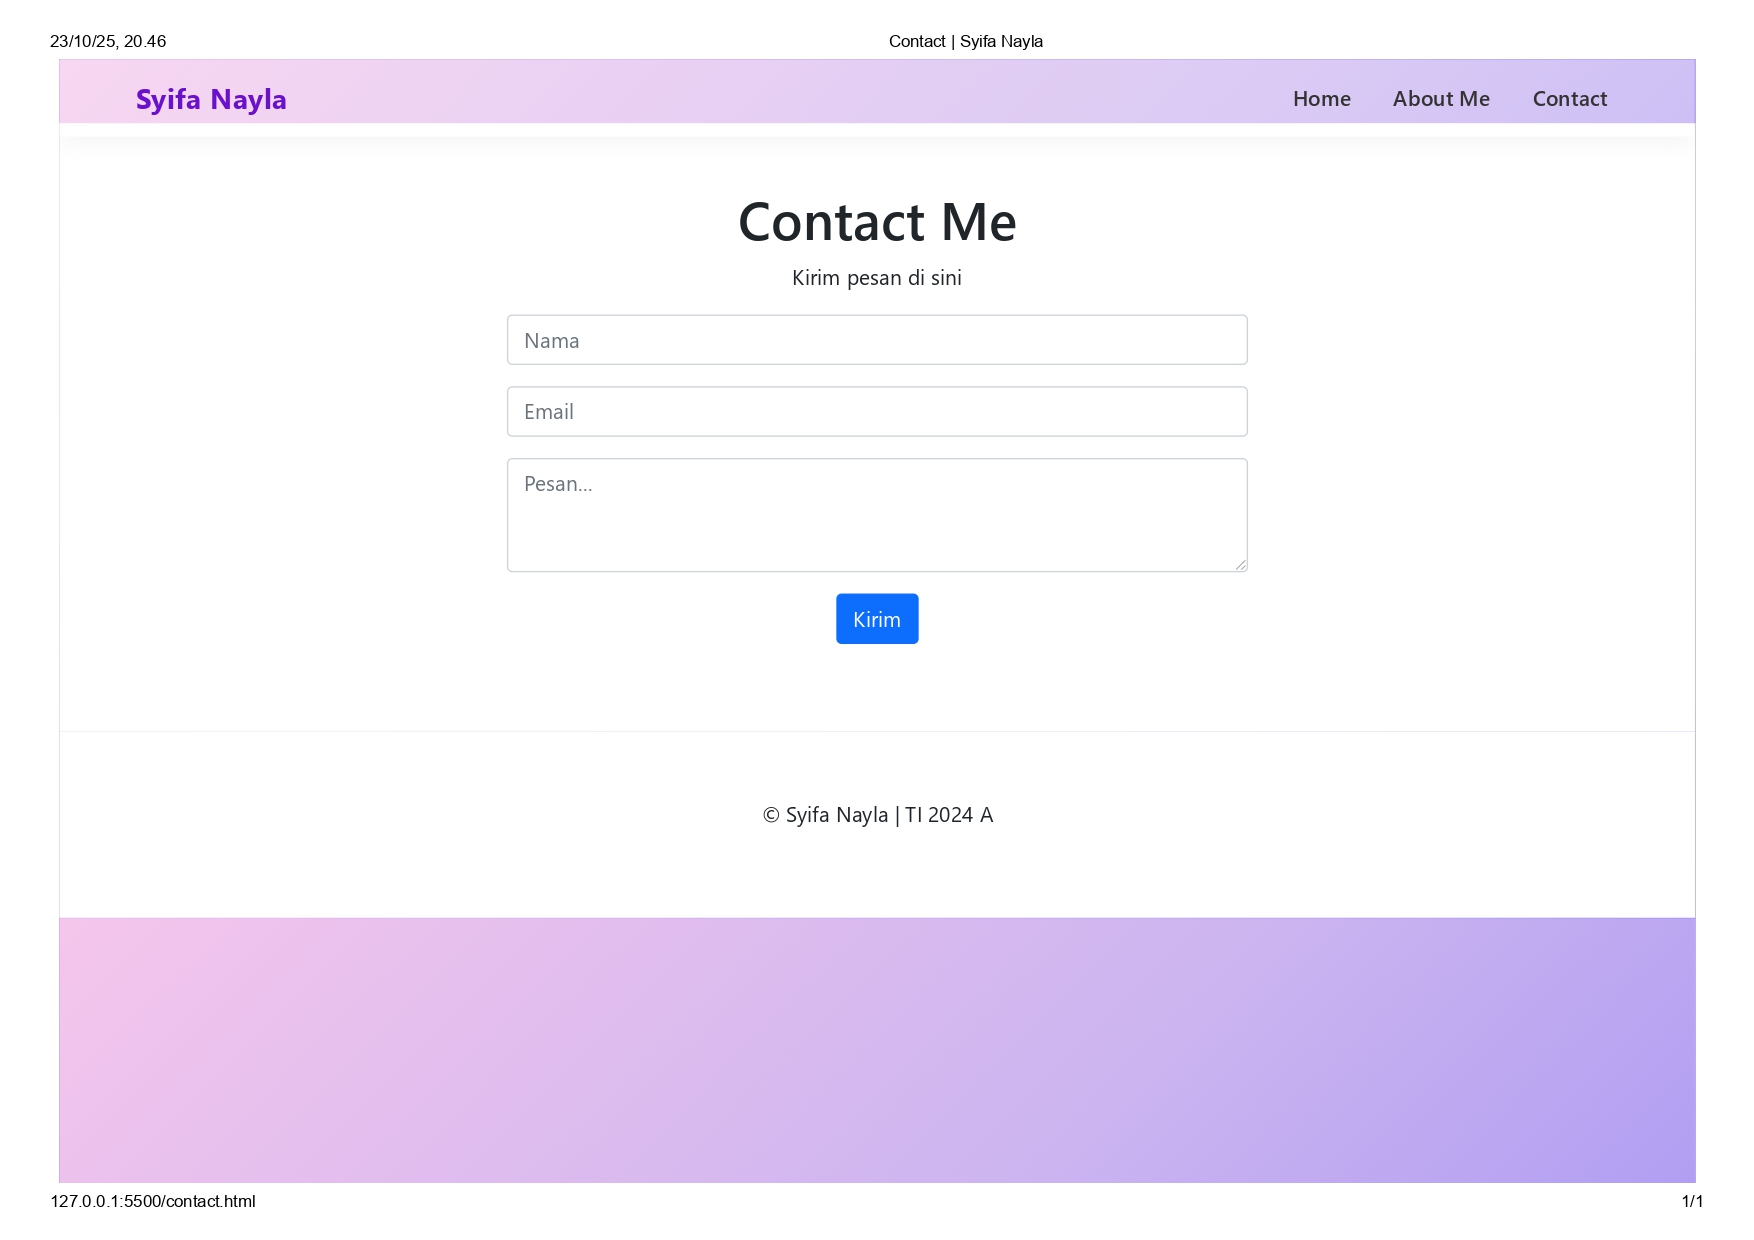 23/10/25, 20.46
Contact | Syifa Nayla
Syifa Nayla
Home
About Me
Contact
Contact Me
Kirim pesan di sini
Nama
Email
Pesan...
Kirim
© Syifa Nayla | TI 2024 A
127.0.0.1:5500/contact.html
1/1